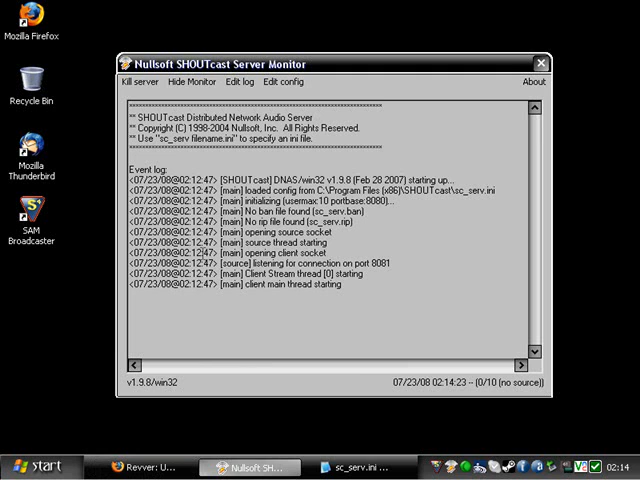 Mozilla Firefox
Recycle Bin
Mozilla
Thunderbird
SAM
Broadcaster
Nullsoft SHOUTcast Server Monitor
Kill server Hide Monitor Edit log Edit config About
** SHOUTcast Distributed Network Audio Server
** Copyright (C) 1998-2004 Nullsoft, Inc. All Rights Reserved.
** Use "sc_serv filename.ini" to specify an ini file.
Event log:
<07/23/08@02:12:47> [SHOUTcast] DNAS/win32 v1.9.8 (Feb 28 2007) starting up...
<07/23/08@02:12:47> [main] loaded config from C:\Program Files (x86)\SHOUTcast\sc_serv.ini
<07/23/08@02:12:47> [main] initializing (usermax:10 portbase:8080)...
<07/23/08@02:12:47> [main] No ban file found (sc_serv.ban)
<07/23/08@02:12:47> [main] No rip file found (sc_serv.rip)
<07/23/08@02:12:47> [main] opening source socket
<07/23/08@02:12:47> [main] source thread starting
<07/23/08@02:12:47> [main] opening client socket
<07/23/08@02:12:47> [source] listening for connection on port 8081
<07/23/08@02:12:47> [main] Client Stream thread [0] starting
<07/23/08@02:12:47> [main] client main thread starting
v1.9.8/win32 07/23/08 02:14:23 -- (0/10 (no source))
start Revver: U... Nullsoft SH... sc_serv.ini ... 02:14